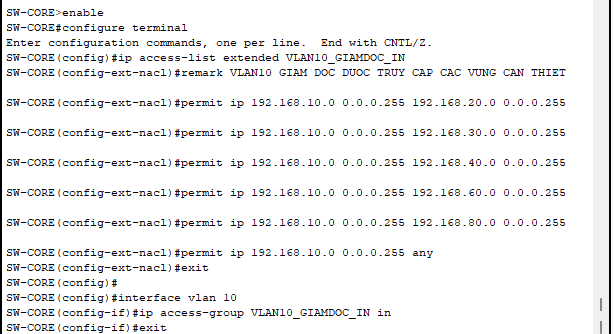 SW-CORE>enable
SW-CORE#configure terminal
Enter configuration commands, one per line.  End with CNTL/Z.
SW-CORE(config)#ip access-list extended VLAN10_GIAMDOC_IN
SW-CORE(config-ext-nacl)#remark VLAN10 GIAM DOC DUOC TRUY CAP CAC VUNG CAN THIET
SW-CORE(config-ext-nacl)#permit ip 192.168.10.0 0.0.0.255 192.168.20.0 0.0.0.255
SW-CORE(config-ext-nacl)#permit ip 192.168.10.0 0.0.0.255 192.168.30.0 0.0.0.255
SW-CORE(config-ext-nacl)#permit ip 192.168.10.0 0.0.0.255 192.168.40.0 0.0.0.255
SW-CORE(config-ext-nacl)#permit ip 192.168.10.0 0.0.0.255 192.168.60.0 0.0.0.255
SW-CORE(config-ext-nacl)#permit ip 192.168.10.0 0.0.0.255 192.168.80.0 0.0.0.255
SW-CORE(config-ext-nacl)#permit ip 192.168.10.0 0.0.0.255 any
SW-CORE(config-ext-nacl)#exit
SW-CORE(config)#
SW-CORE(config)#interface vlan 10
SW-CORE(config-if)#ip access-group VLAN10_GIAMDOC_IN in
SW-CORE(config-if)#exit